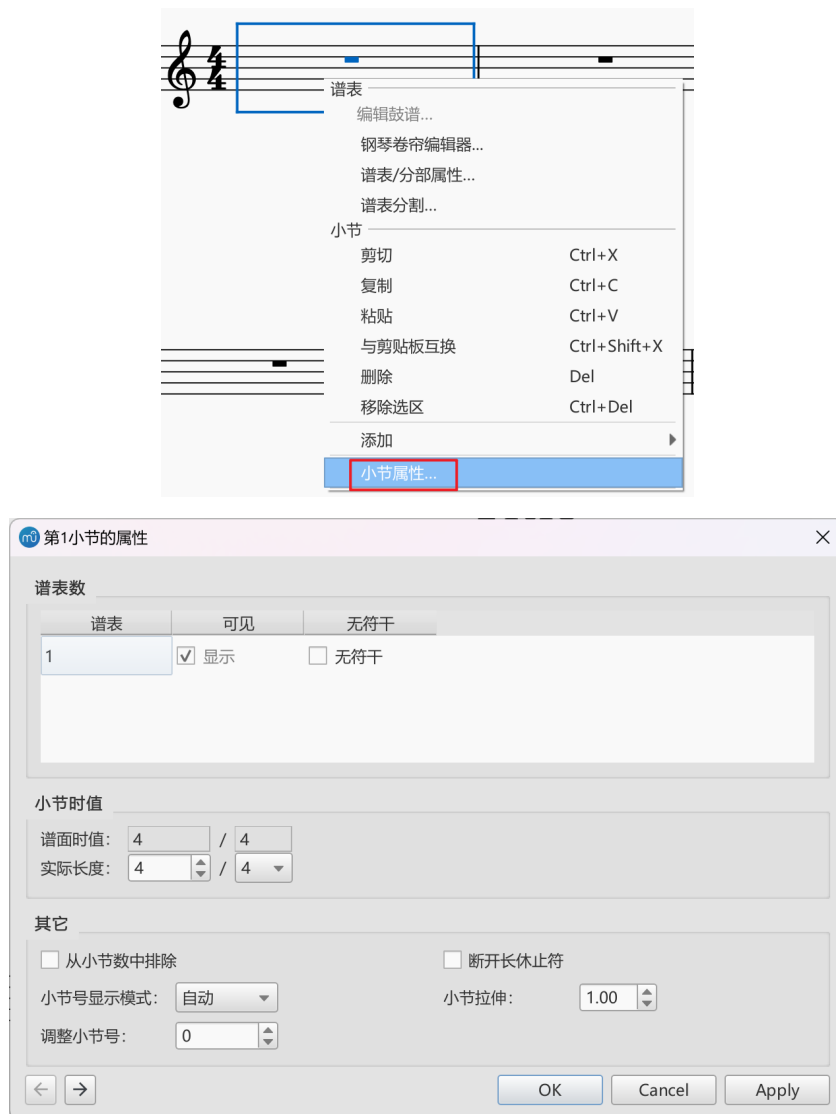 谱表
编辑鼓谱...
钢琴卷帘编辑器...
谱表/分部属性...
谱表分割...
小节
剪切 Ctrl+X
复制 Ctrl+C
粘贴 Ctrl+V
与剪贴板互换 Ctrl+Shift+X
删除 Del
移除选区 Ctrl+Del
添加
小节属性...
第1小节的属性
谱表数
谱表 可见 无符干
1 显示 无符干
小节时值
谱面时值: 4 / 4
实际长度: 4 / 4
其它
从小节数中排除 断开长休止符
小节号显示模式: 自动 小节拉伸: 1.00
调整小节号: 0
OK Cancel Apply